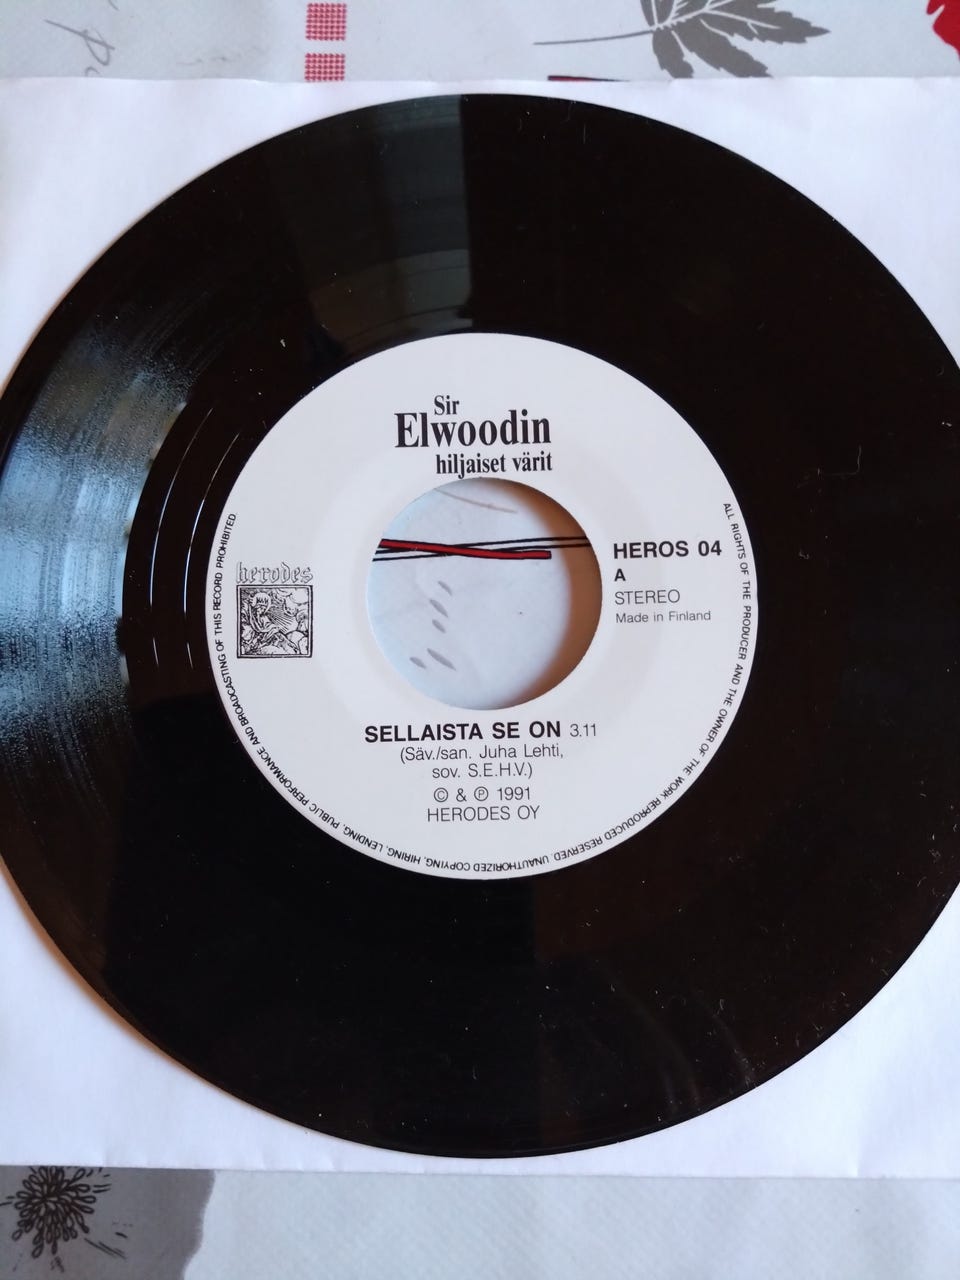 Sir
Elwoodin
hiljaiset värit
herodes
HEROS 04
A
STEREO
Made in Finland
SELLAISTA SE ON 3.11
(Säv./san. Juha Lehti,
sov. S.E.H.V.)
© & ℗ 1991
HERODES OY
ALL RIGHTS OF THE PRODUCER AND THE OWNER OF THE WORK REPRODUCED RESERVED. UNAUTHORIZED COPYING, HIRING, LENDING, PUBLIC PERFORMANCE AND BROADCASTING OF THIS RECORD PROHIBITED.